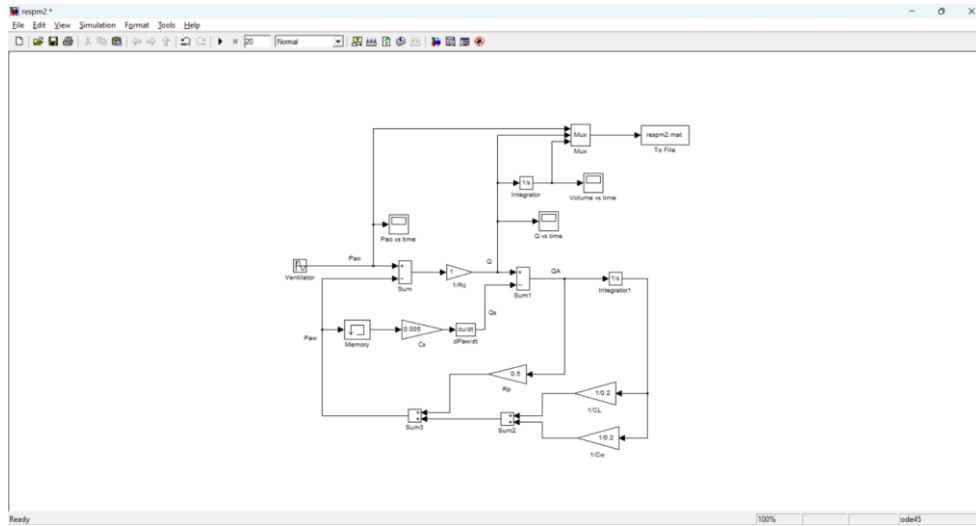 respm2 *
File Edit View Simulation Format Tools Help
20 Normal
Mux
Mux
respm2.mat
To File
1/s
Integrator
Volume vs time
Pao vs time
Q vs time
Ventilator
Pao
Sum
1
1/Rc
Q
Sum1
QA
1/s
Integrator1
Paw
Memory
0.005
Cs
du/dt
dPaw/dt
Qs
0.5
Rp
1/0.2
1/CL
Sum3
Sum2
1/0.2
1/Cw
Ready 100% ode45